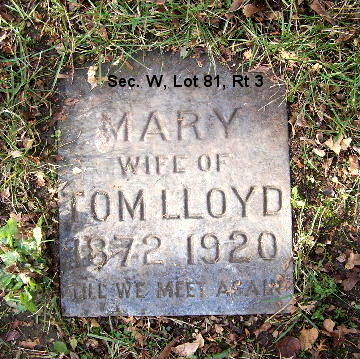 Sec. W, Lot 81, Rt 3
MARY
WIFE OF
TOM LLOYD
1872 1920
TILL WE MEET AGAIN